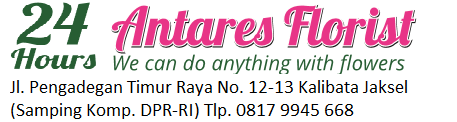 24 Hours
Antares Florist
We can do anything with flowers
Jl. Pengadegan Timur Raya No. 12-13 Kalibata Jaksel
(Samping Komp. DPR-RI) Tlp. 0817 9945 668